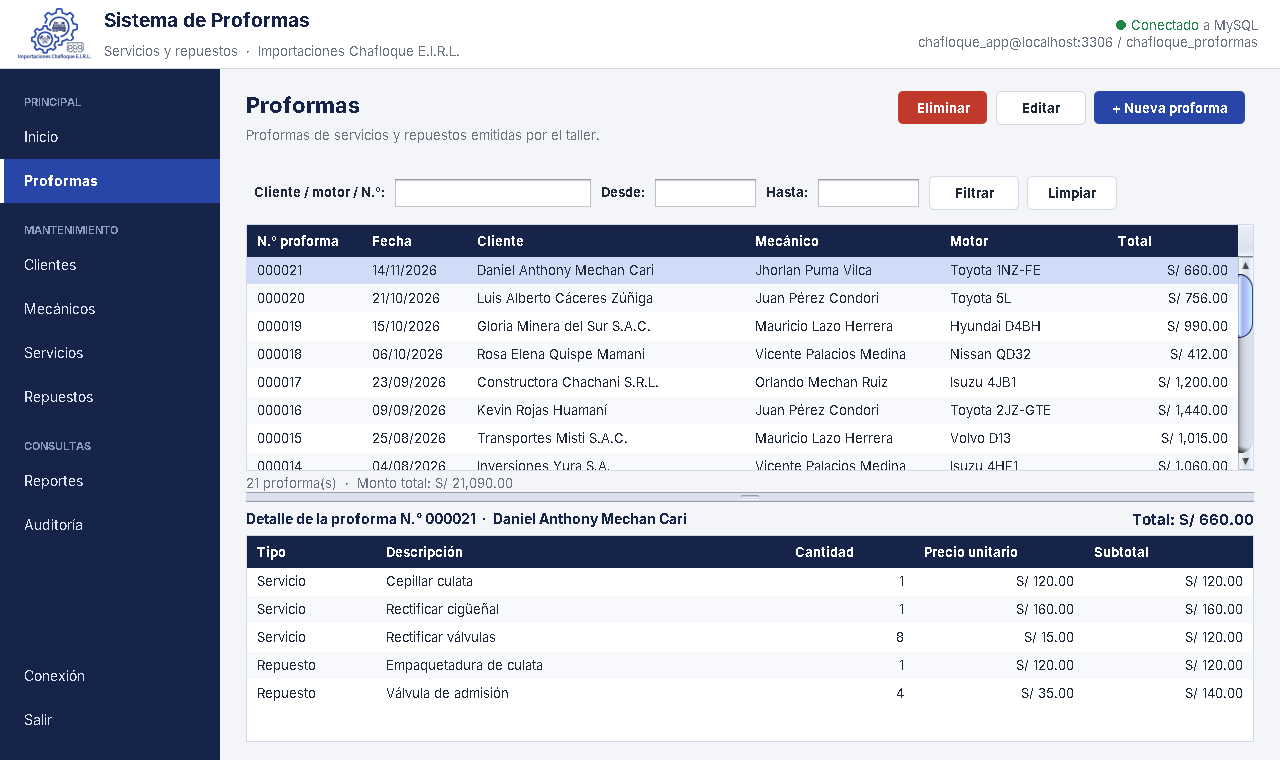 Importaciones Chafloque E.I.R.L.
Sistema de Proformas
Servicios y repuestos · Importaciones Chafloque E.I.R.L.
● Conectado a MySQL
chafloque_app@localhost:3306 / chafloque_proformas
PRINCIPAL
Inicio
Proformas
MANTENIMIENTO
Clientes
Mecánicos
Servicios
Repuestos
CONSULTAS
Reportes
Auditoría
Conexión
Salir
Proformas
Proformas de servicios y repuestos emitidas por el taller.
Eliminar Editar + Nueva proforma
Cliente / motor / N.°: Desde: Hasta: Filtrar Limpiar
N.° proforma Fecha Cliente Mecánico Motor Total
000021 14/11/2026 Daniel Anthony Mechan Cari Jhorlan Puma Vilca Toyota 1NZ-FE S/ 660.00
000020 21/10/2026 Luis Alberto Cáceres Zúñiga Juan Pérez Condori Toyota 5L S/ 756.00
000019 15/10/2026 Gloria Minera del Sur S.A.C. Mauricio Lazo Herrera Hyundai D4BH S/ 990.00
000018 06/10/2026 Rosa Elena Quispe Mamani Vicente Palacios Medina Nissan QD32 S/ 412.00
000017 23/09/2026 Constructora Chachani S.R.L. Orlando Mechan Ruiz Isuzu 4JB1 S/ 1,200.00
000016 09/09/2026 Kevin Rojas Huamaní Juan Pérez Condori Toyota 2JZ-GTE S/ 1,440.00
000015 25/08/2026 Transportes Misti S.A.C. Mauricio Lazo Herrera Volvo D13 S/ 1,015.00
000014 04/08/2026 Inversiones Yura S.A. Vicente Palacios Medina Isuzu 4HF1 S/ 1,060.00
21 proforma(s) · Monto total: S/ 21,090.00
Detalle de la proforma N.° 000021 · Daniel Anthony Mechan Cari Total: S/ 660.00
Tipo Descripción Cantidad Precio unitario Subtotal
Servicio Cepillar culata 1 S/ 120.00 S/ 120.00
Servicio Rectificar cigüeñal 1 S/ 160.00 S/ 160.00
Servicio Rectificar válvulas 8 S/ 15.00 S/ 120.00
Repuesto Empaquetadura de culata 1 S/ 120.00 S/ 120.00
Repuesto Válvula de admisión 4 S/ 35.00 S/ 140.00